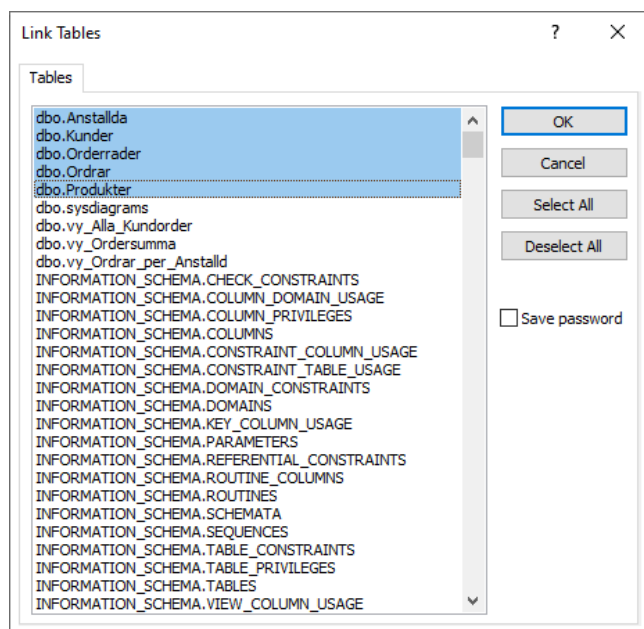 Link Tables
?
Tables
dbo.Anstallda
dbo.Kunder
dbo.Orderrader
dbo.Ordrar
dbo.Produkter
dbo.sysdiagrams
dbo.vy_Alla_Kundorder
dbo.vy_Ordersumma
dbo.vy_Ordrar_per_Anstalld
INFORMATION_SCHEMA.CHECK_CONSTRAINTS
INFORMATION_SCHEMA.COLUMN_DOMAIN_USAGE
INFORMATION_SCHEMA.COLUMN_PRIVILEGES
INFORMATION_SCHEMA.COLUMNS
INFORMATION_SCHEMA.CONSTRAINT_COLUMN_USAGE
INFORMATION_SCHEMA.CONSTRAINT_TABLE_USAGE
INFORMATION_SCHEMA.DOMAIN_CONSTRAINTS
INFORMATION_SCHEMA.DOMAINS
INFORMATION_SCHEMA.KEY_COLUMN_USAGE
INFORMATION_SCHEMA.PARAMETERS
INFORMATION_SCHEMA.REFERENTIAL_CONSTRAINTS
INFORMATION_SCHEMA.ROUTINE_COLUMNS
INFORMATION_SCHEMA.ROUTINES
INFORMATION_SCHEMA.SCHEMATA
INFORMATION_SCHEMA.SEQUENCES
INFORMATION_SCHEMA.TABLE_CONSTRAINTS
INFORMATION_SCHEMA.TABLE_PRIVILEGES
INFORMATION_SCHEMA.TABLES
INFORMATION_SCHEMA.VIEW_COLUMN_USAGE
OK
Cancel
Select All
Deselect All
Save password